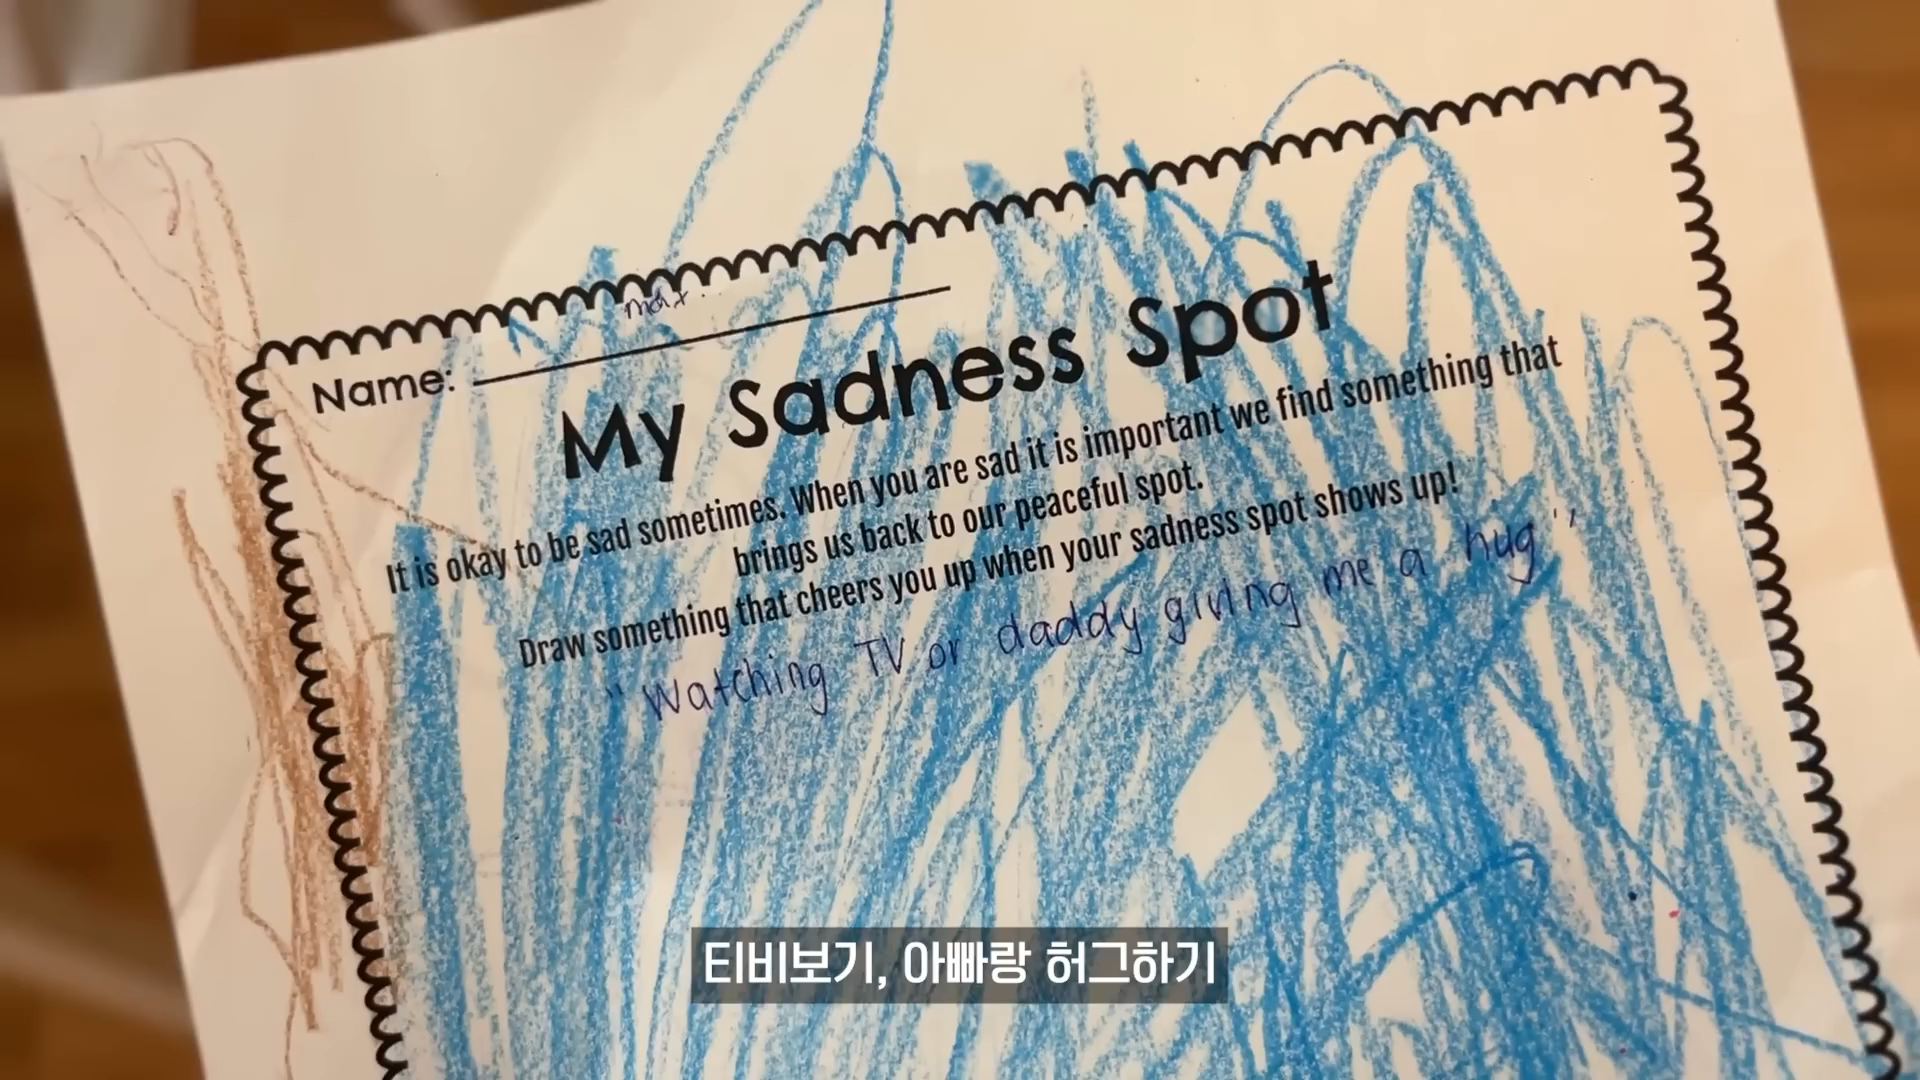 max
Name:
My Sadness Spot
It is okay to be sad sometimes. When you are sad it is important we find something that
brings us back to our peaceful spot.
Draw something that cheers you up when your sadness spot shows up!
" Watching TV or daddy giving me a hug "
티비보기, 아빠랑 허그하기